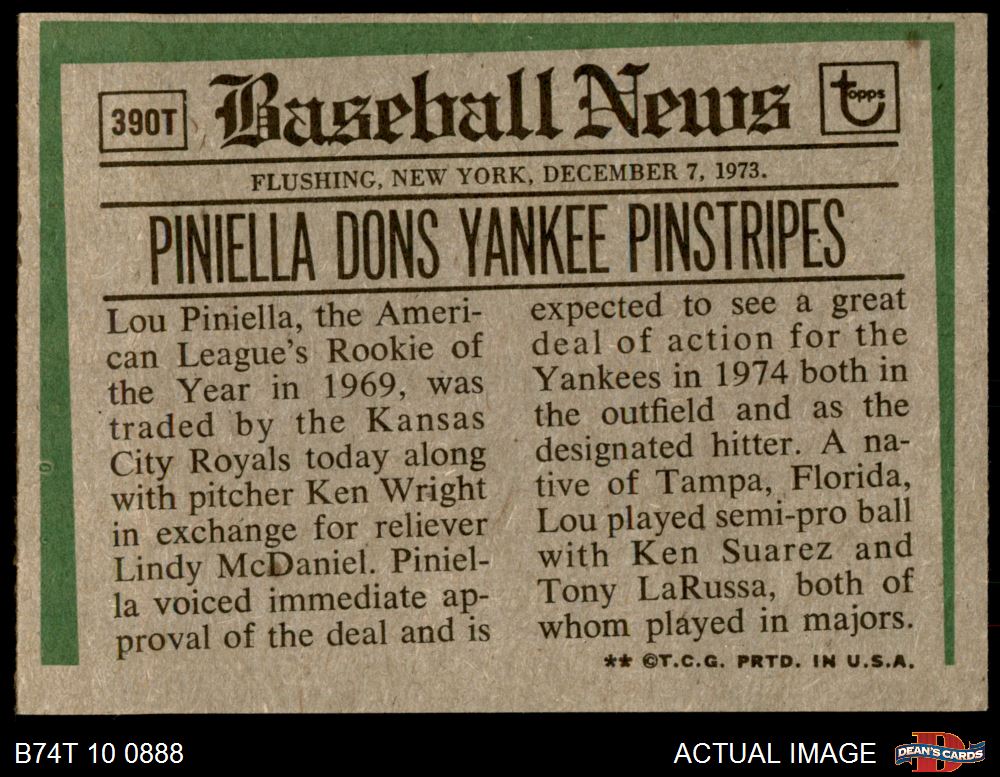 390T
Baseball News
topps
FLUSHING, NEW YORK, DECEMBER 7, 1973.
PINIELLA DONS YANKEE PINSTRIPES
Lou Piniella, the Ameri-
can League's Rookie of
the Year in 1969, was
traded by the Kansas
City Royals today along
with pitcher Ken Wright
in exchange for reliever
Lindy McDaniel. Piniel-
la voiced immediate ap-
proval of the deal and is
expected to see a great
deal of action for the
Yankees in 1974 both in
the outfield and as the
designated hitter. A na-
tive of Tampa, Florida,
Lou played semi-pro ball
with Ken Suarez and
Tony LaRussa, both of
whom played in majors.
** ©T.C.G. PRTD. IN U.S.A.
B74T 10 0888
ACTUAL IMAGE
DEAN'S CARDS